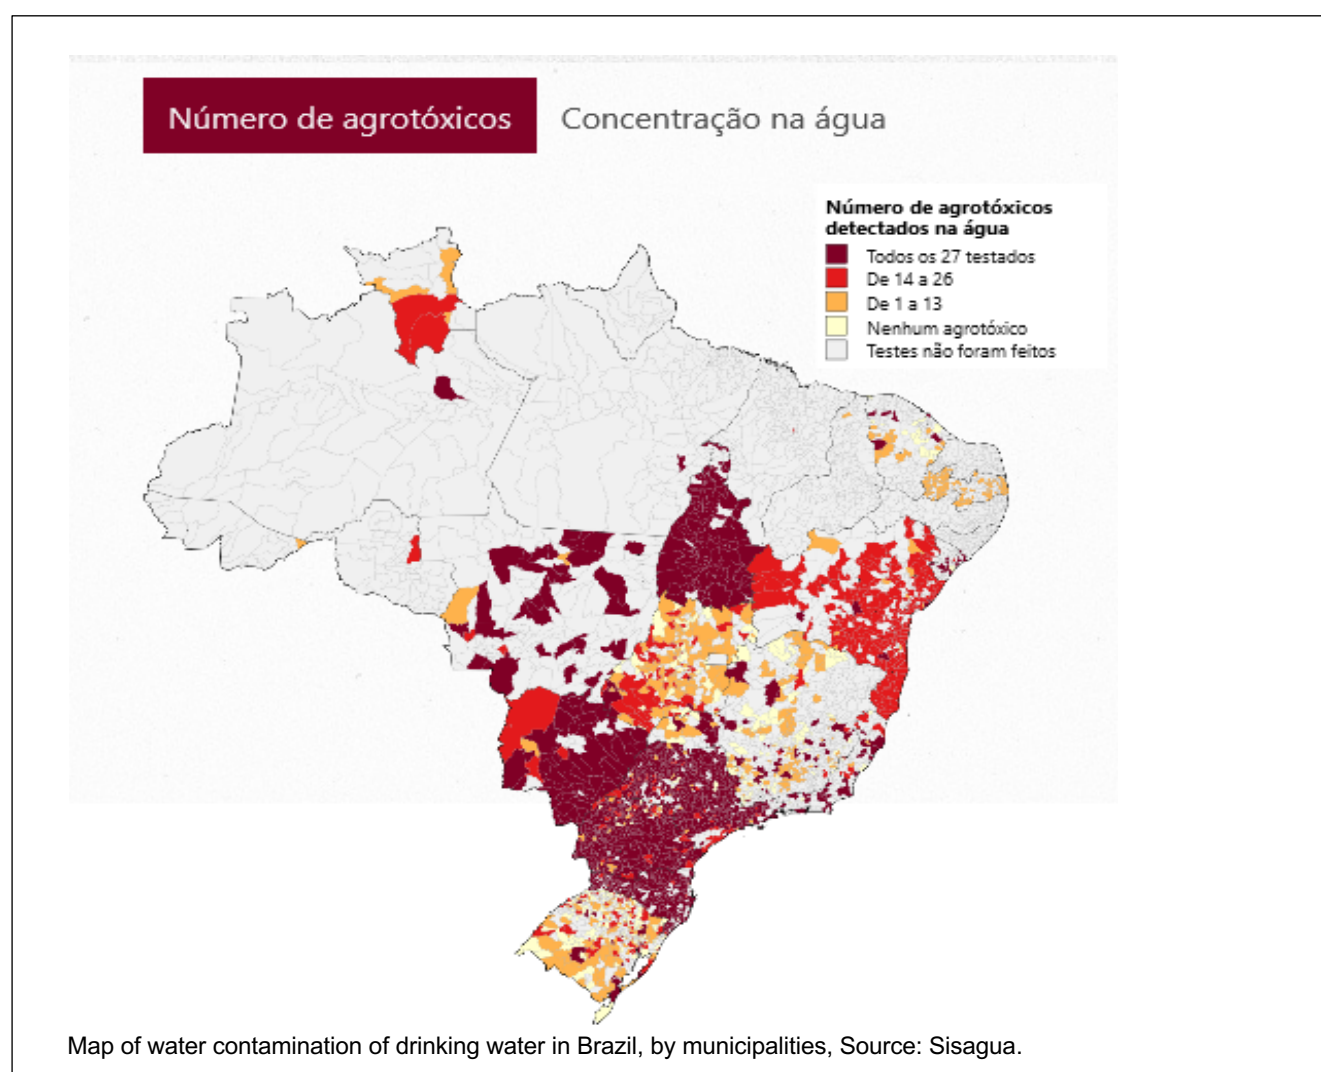 Número de agrotóxicos
Concentração na água
Número de agrotóxicos
detectados na água
Todos os 27 testados
De 14 a 26
De 1 a 13
Nenhum agrotóxico
Testes não foram feitos
Map of water contamination of drinking water in Brazil, by municipalities, Source: Sisagua.